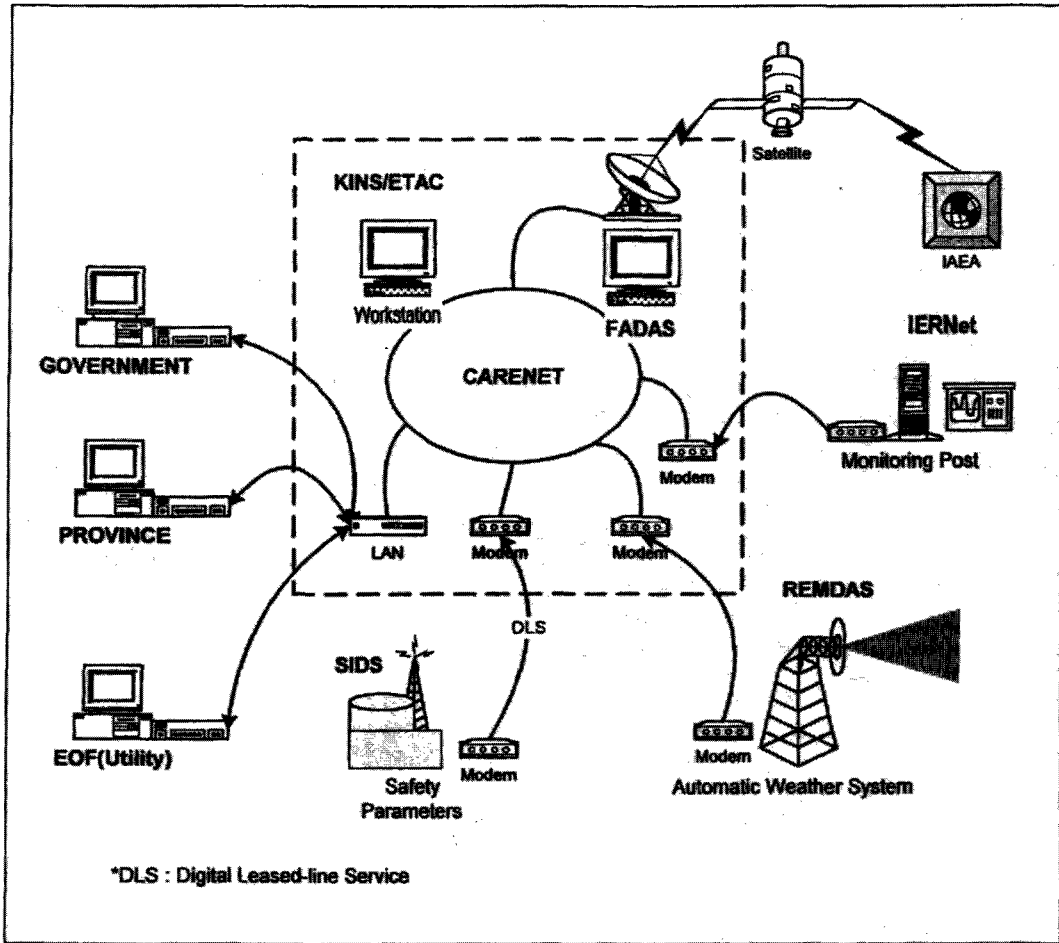 Satellite
KINS/ETAC
IAEA
Workstation
FADAS
IERNet
GOVERNMENT
CARENET
Monitoring Post
Modem
PROVINCE
LAN
Modem
Modem
REMDAS
DLS
SIDS
EOF(Utility)
Modem
Modem
Safety
Parameters
Automatic Weather System
*DLS : Digital Leased-line Service